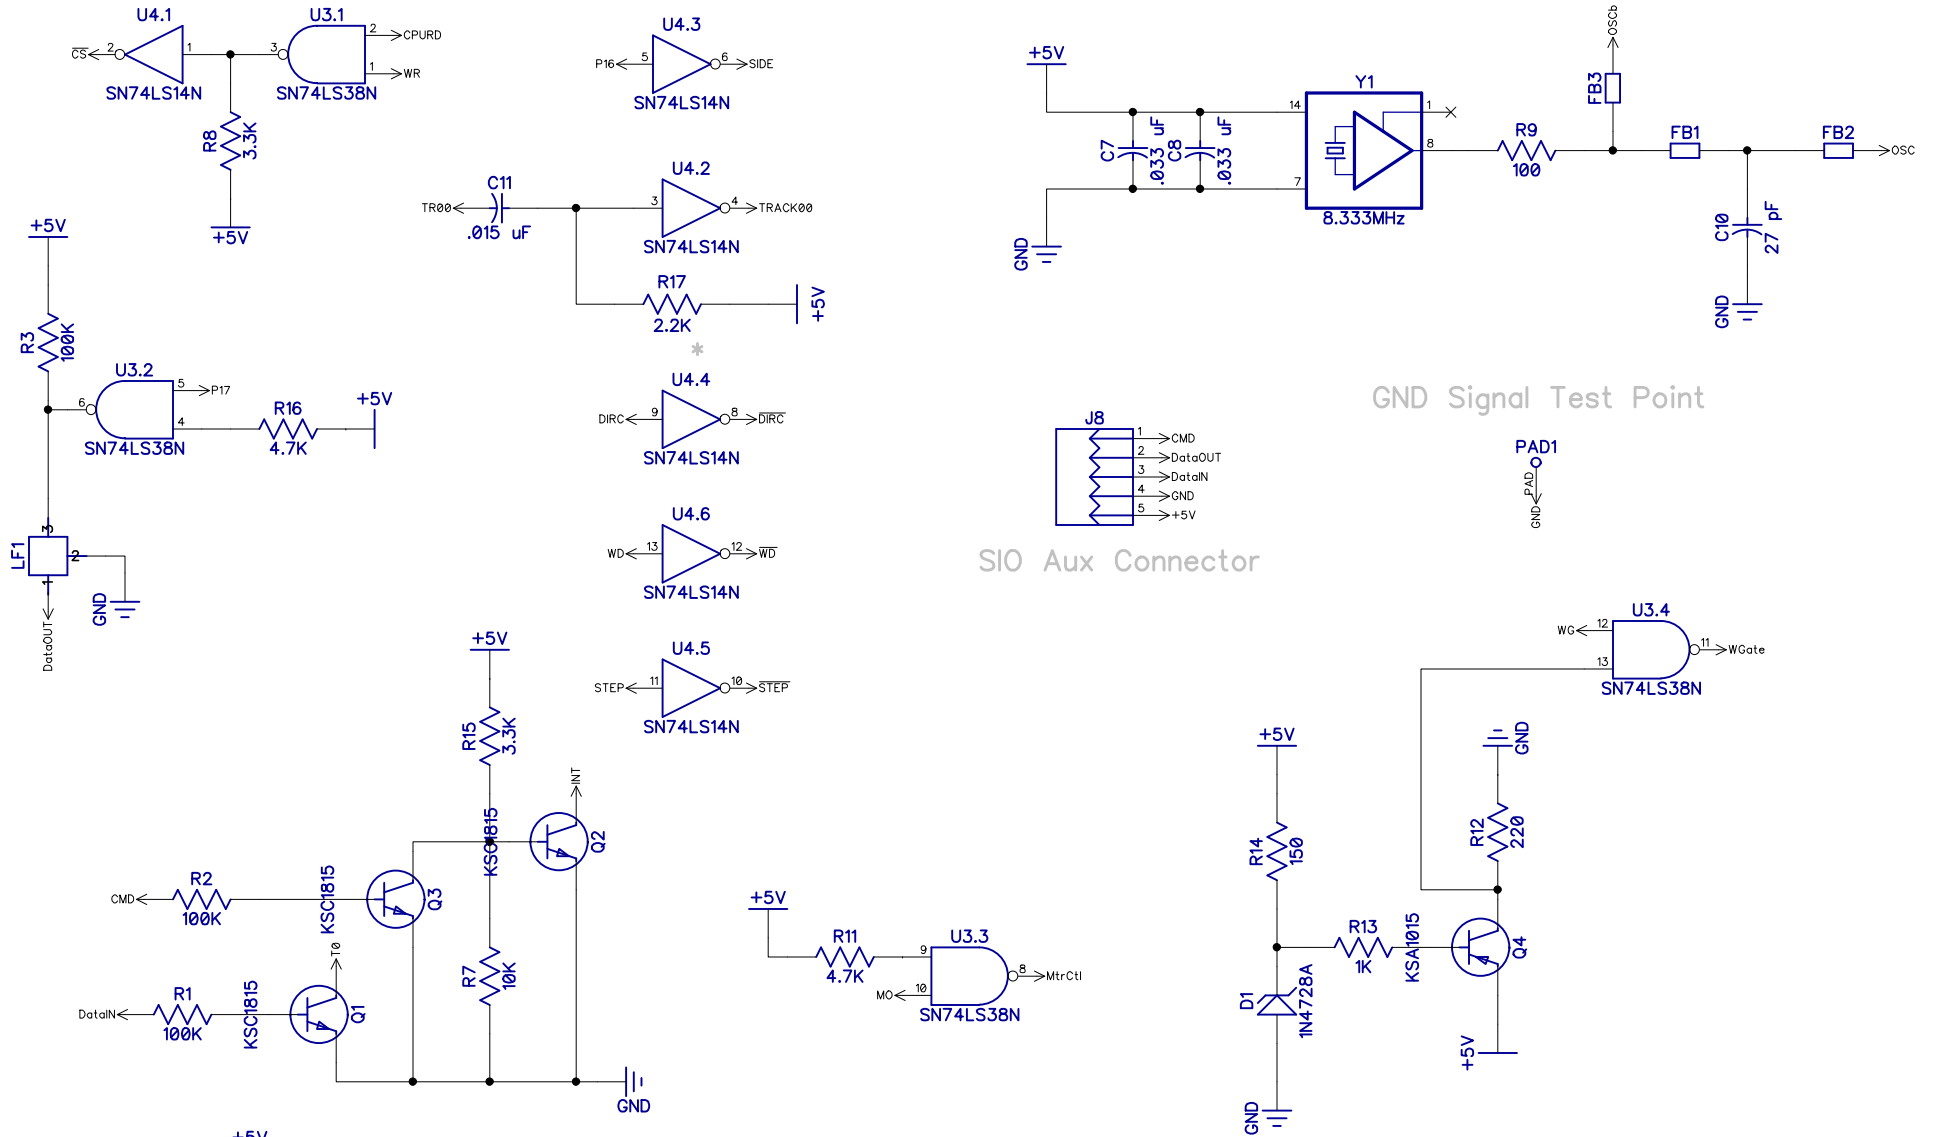 U4.1
2
1
CS
SN74LS14N
U3.1
3
2
CPURD
1
WR
SN74LS38N
R8
3.3K
+5V
U4.3
P16
5
6
SIDE
SN74LS14N
C11
TR00
.015 uF
U4.2
3
4
TRACK00
SN74LS14N
R17
2.2K
+5V
*
+5V
Y1
14
1
8
7
8.333MHz
C7
.033 uF
C8
.033 uF
GND
R9
100
OSCb
FB3
FB1
FB2
OSC
C10
27 pF
GND
+5V
R3
100K
U3.2
6
5
P17
4
SN74LS38N
R16
4.7K
+5V
LF1
3
2
1
GND
DataOUT
U4.4
DIRC
9
8
DIRC
SN74LS14N
U4.6
WD
13
12
WD
SN74LS14N
U4.5
STEP
11
10
STEP
SN74LS14N
J8
1
CMD
2
DataOUT
3
DataIN
4
GND
5
+5V
SIO Aux Connector
GND Signal Test Point
PAD1
PAD
GND
U3.4
WG
12
13
11
WGate
SN74LS38N
+5V
R15
3.3K
INT
KSC1815
Q2
R2
CMD
100K
KSC1815
Q3
T0
R1
DataIN
100K
KSC1815
Q1
R7
10K
GND
+5V
R11
4.7K
U3.3
9
MO
10
8
MtrCtl
SN74LS38N
+5V
R14
150
R13
1K
D1
1N4728A
GND
GND
R12
220
KSA1015
Q4
+5V
+5V